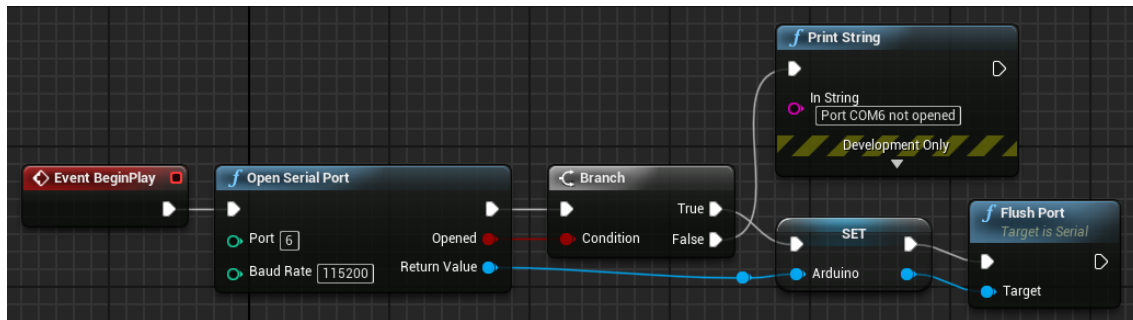 Print String
In String
Port COM6 not opened
Development Only
Event BeginPlay
Open Serial Port
Port 6
Opened
Baud Rate 115200
Return Value
Branch
True
Condition
False
SET
Arduino
Flush Port
Target is Serial
Target